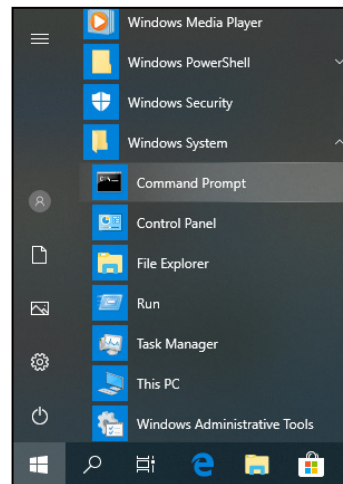 Windows Media Player
Windows PowerShell
Windows Security
Windows System
Command Prompt
Control Panel
File Explorer
Run
Task Manager
This PC
Windows Administrative Tools